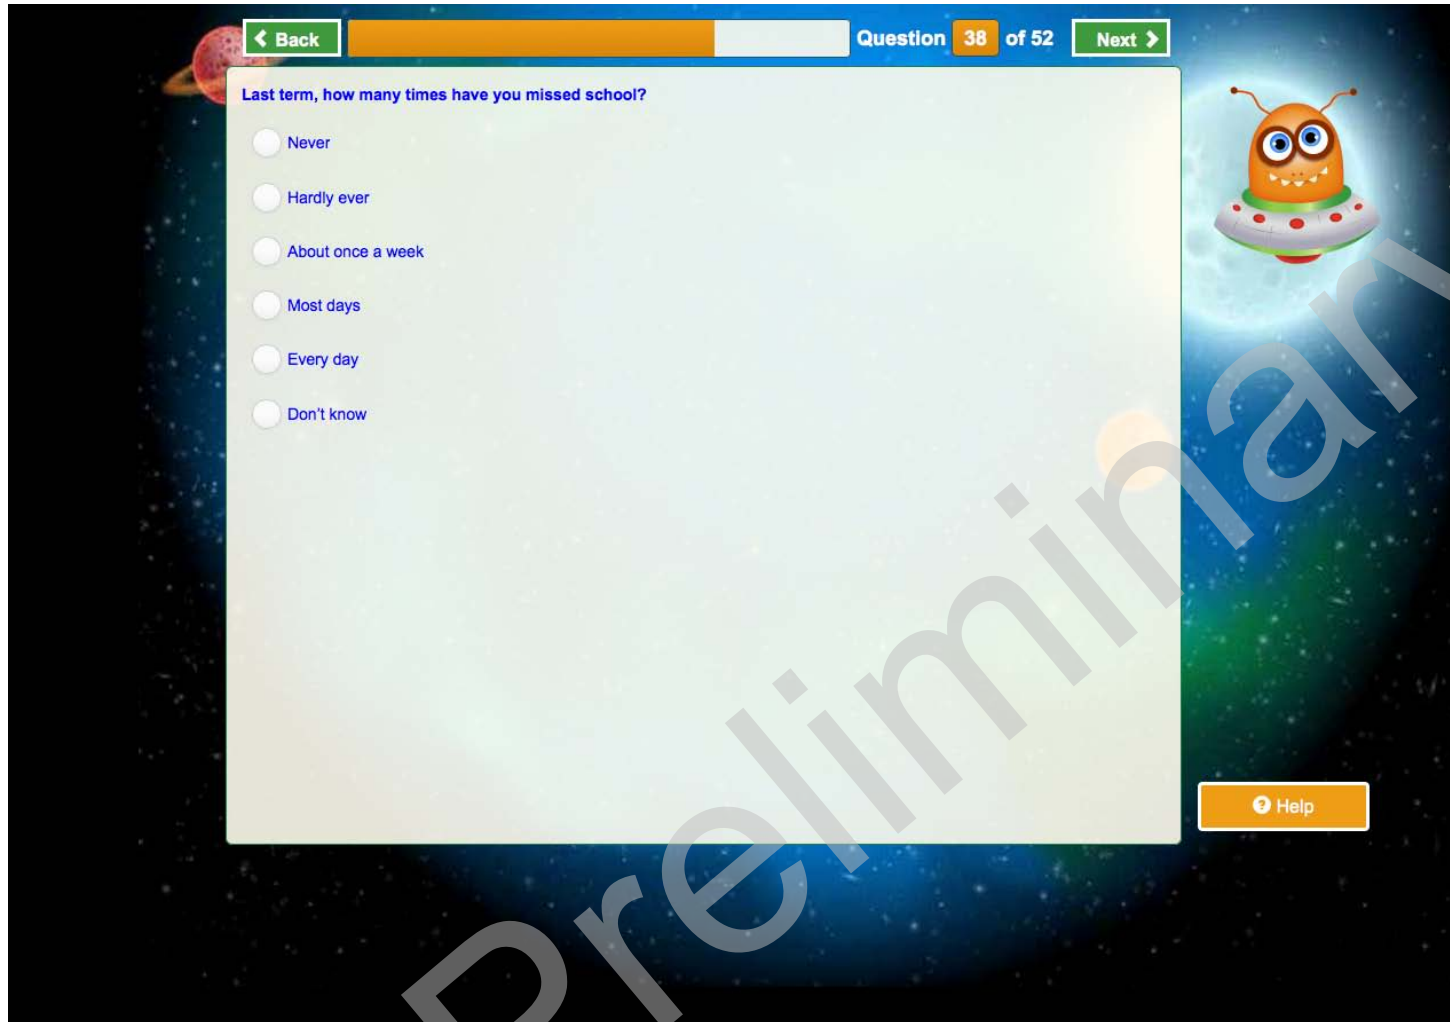 Back
Question 38 of 52
Next
Last term, how many times have you missed school?
Never
Hardly ever
About once a week
Most days
Every day
Don't know
Help
Preliminary